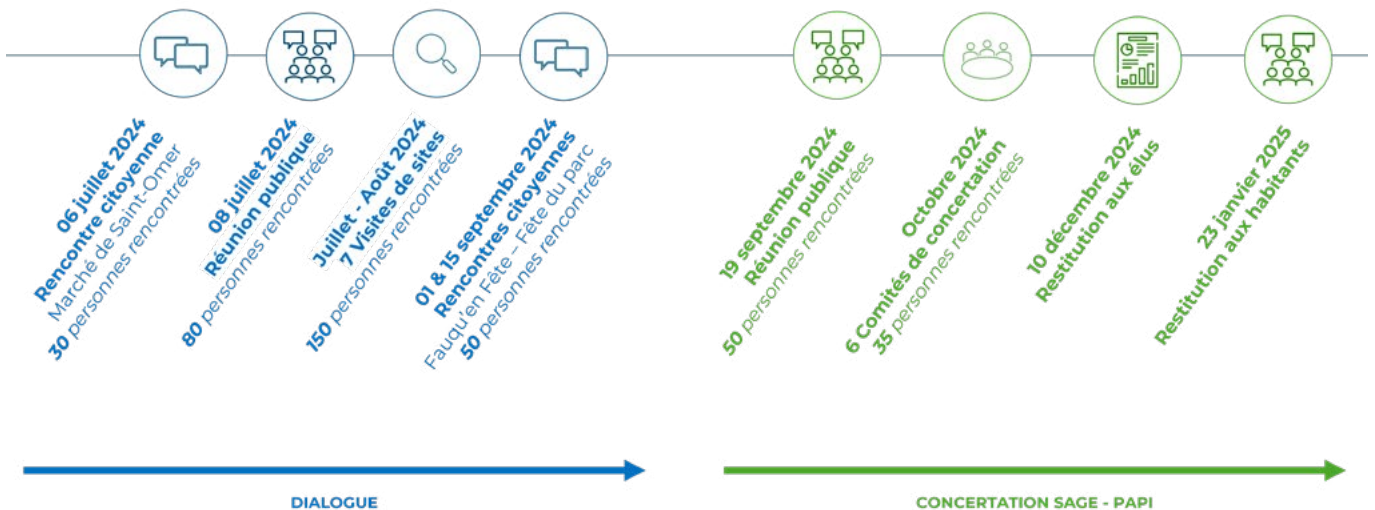 06 juillet 2024
Rencontre citoyenne
Marché de Saint-Omer
30 personnes rencontrées
08 juillet 2024
Réunion publique
80 personnes rencontrées
Juillet - Août 2024
7 Visites de sites
150 personnes rencontrées
01 & 15 septembre 2024
Rencontres citoyennes
Fauqu'en Fête – Fête du parc
50 personnes rencontrées
19 septembre 2024
Réunion publique
50 personnes rencontrées
Octobre 2024
6 Comités de concertation
35 personnes rencontrées
10 décembre 2024
Restitution aux élus
23 janvier 2025
Restitution aux habitants
DIALOGUE
CONCERTATION SAGE - PAPI